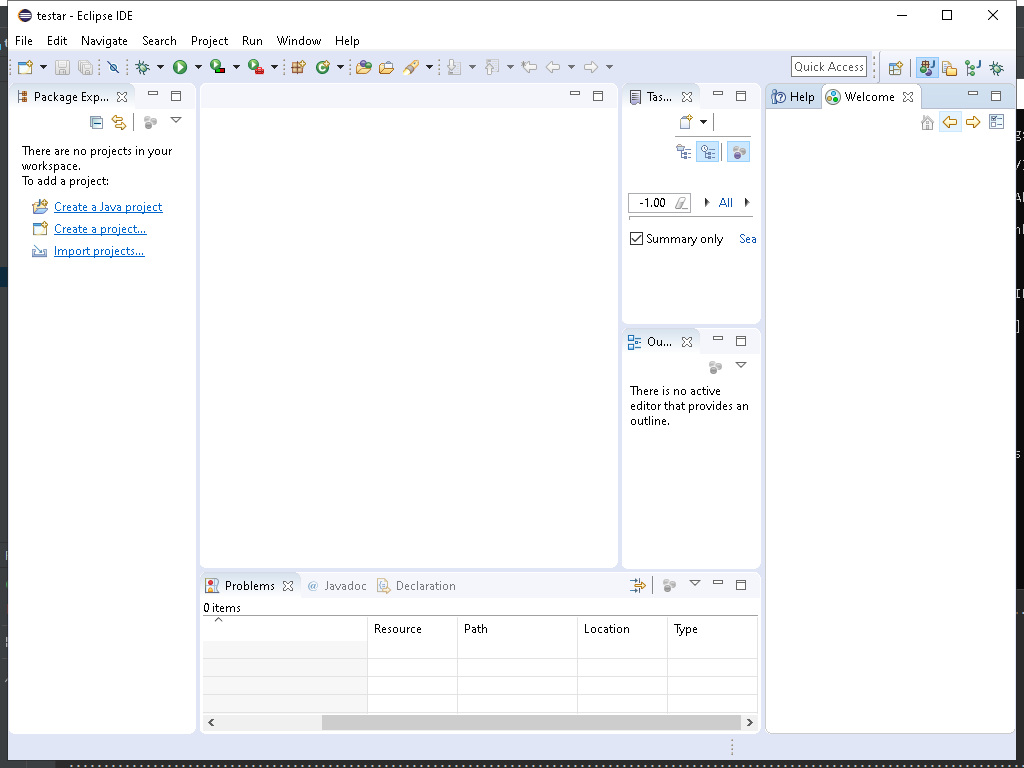 testar - Eclipse IDE
File Edit Navigate Search Project Run Window Help
Quick Access
Package Exp...
There are no projects in your
workspace.
To add a project:
Create a Java project
Create a project...
Import projects...
Tas...
-1.00 All
Summary only Sea
Ou...
There is no active
editor that provides an
outline.
Help Welcome
Problems @ Javadoc Declaration
0 items
Resource Path Location Type